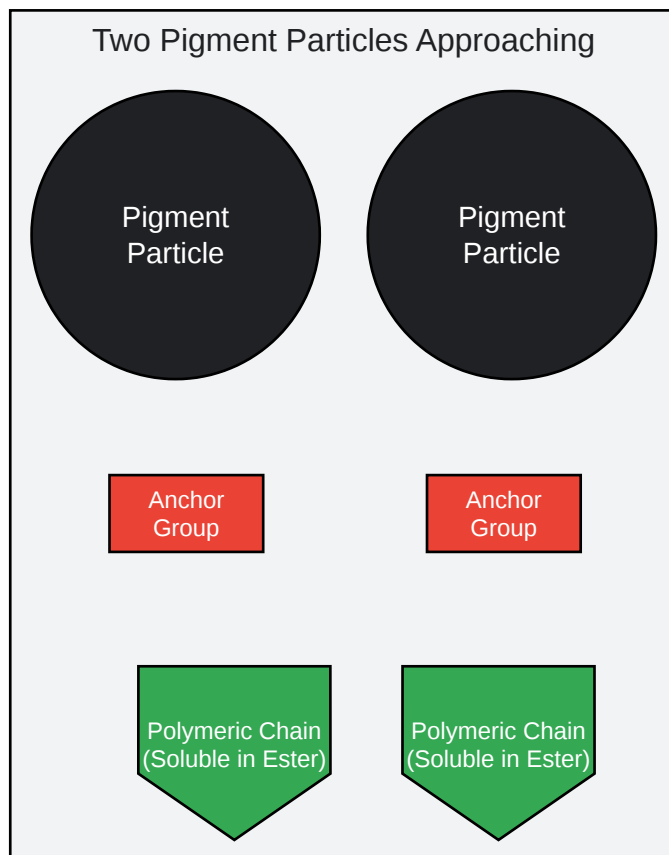 Two Pigment Particles Approaching
Pigment
Particle
Pigment
Particle
Anchor
Group
Anchor
Group
Polymeric Chain
(Soluble in Ester)
Polymeric Chain
(Soluble in Ester)